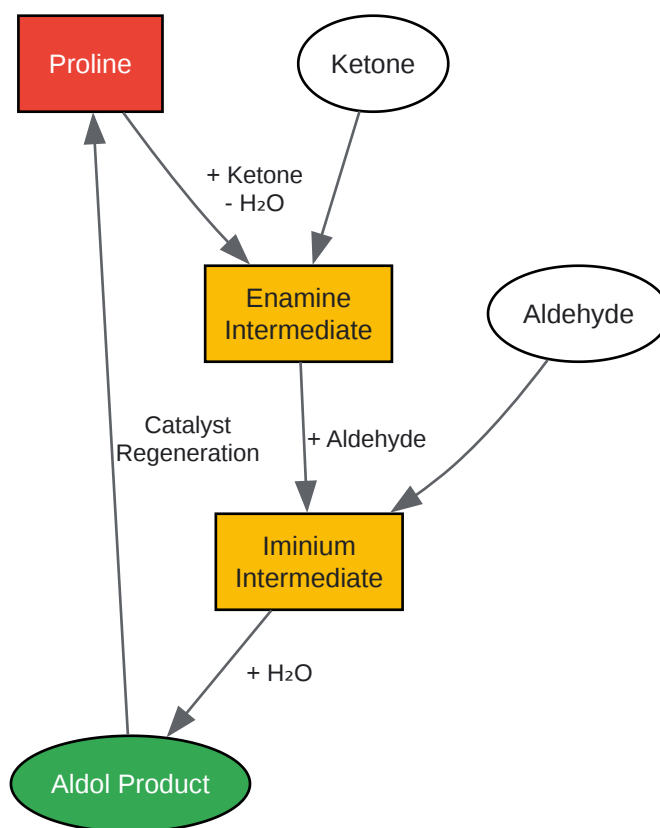 Proline
Ketone
+ Ketone
- H₂O
Enamine
Intermediate
Aldehyde
Catalyst
Regeneration
+ Aldehyde
Iminium
Intermediate
+ H₂O
Aldol Product